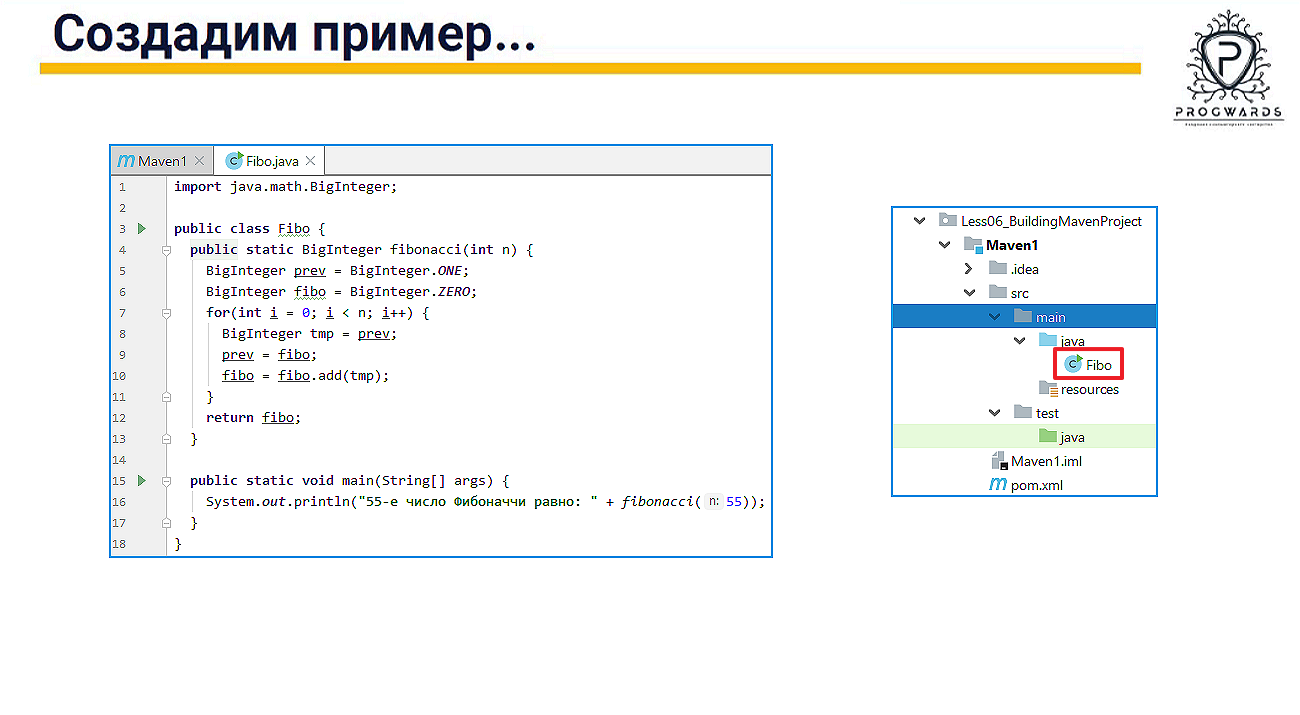 Создадим пример...
PROGWARDS
Maven1
Fibo.java
1 import java.math.BigInteger;
2
3 public class Fibo {
4 public static BigInteger fibonacci(int n) {
5 BigInteger prev = BigInteger.ONE;
6 BigInteger fibo = BigInteger.ZERO;
7 for(int i = 0; i < n; i++) {
8 BigInteger tmp = prev;
9 prev = fibo;
10 fibo = fibo.add(tmp);
11 }
12 return fibo;
13 }
14
15 public static void main(String[] args) {
16 System.out.println("55-е число Фибоначчи равно: " + fibonacci( n: 55));
17 }
18 }
Less06_BuildingMavenProject
Maven1
.idea
src
main
java
Fibo
resources
test
java
Maven1.iml
pom.xml